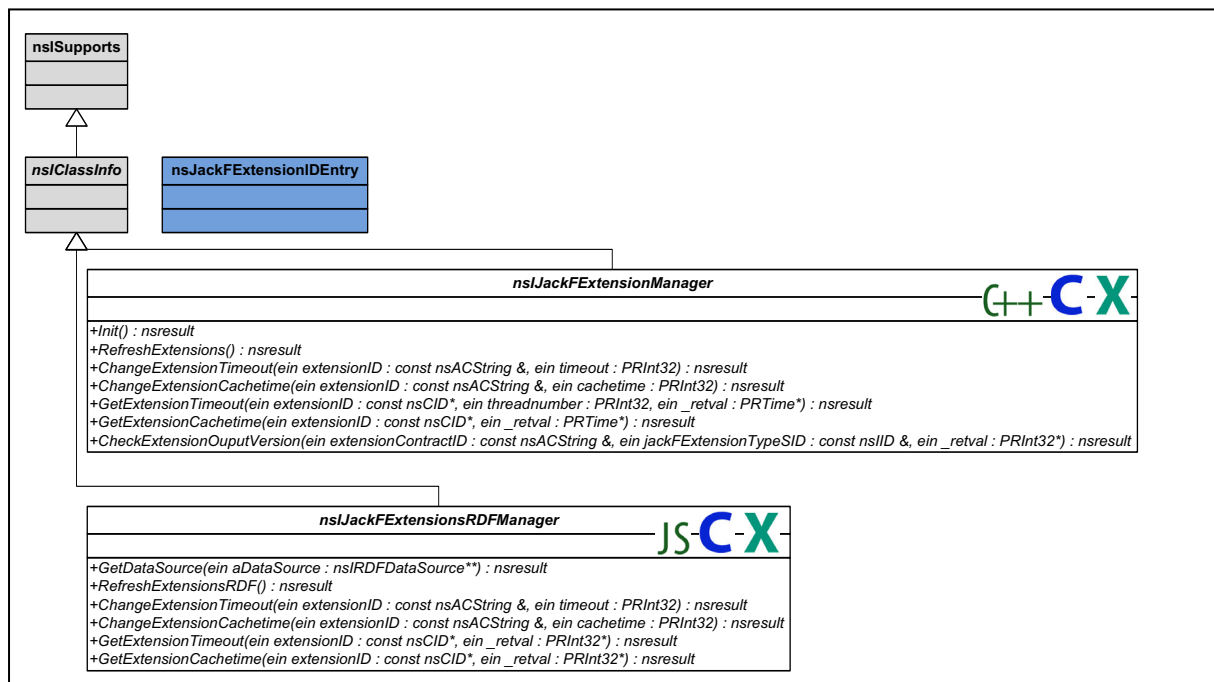 nsISupports
nsIClassInfo
nsJackFExtensionIDEntry
nsIJackFExtensionManager
C++ C X
+Init() : nsresult
+RefreshExtensions() : nsresult
+ChangeExtensionTimeout(ein extensionID : const nsACString &, ein timeout : PRInt32) : nsresult
+ChangeExtensionCachetime(ein extensionID : const nsACString &, ein cachetime : PRInt32) : nsresult
+GetExtensionTimeout(ein extensionID : const nsCID*, ein threadnumber : PRInt32, ein _retval : PRTime*) : nsresult
+GetExtensionCachetime(ein extensionID : const nsCID*, ein _retval : PRTime*) : nsresult
+CheckExtensionOuputVersion(ein extensionContractID : const nsACString &, ein jackFExtensionTypeSID : const nsIID &, ein _retval : PRInt32*) : nsresult
nsIJackFExtensionsRDFManager
JS C X
+GetDataSource(ein aDataSource : nsIRDFDataSource**) : nsresult
+RefreshExtensionsRDF() : nsresult
+ChangeExtensionTimeout(ein extensionID : const nsACString &, ein timeout : PRInt32) : nsresult
+ChangeExtensionCachetime(ein extensionID : const nsACString &, ein cachetime : PRInt32) : nsresult
+GetExtensionTimeout(ein extensionID : const nsCID*, ein _retval : PRInt32*) : nsresult
+GetExtensionCachetime(ein extensionID : const nsCID*, ein _retval : PRInt32*) : nsresult